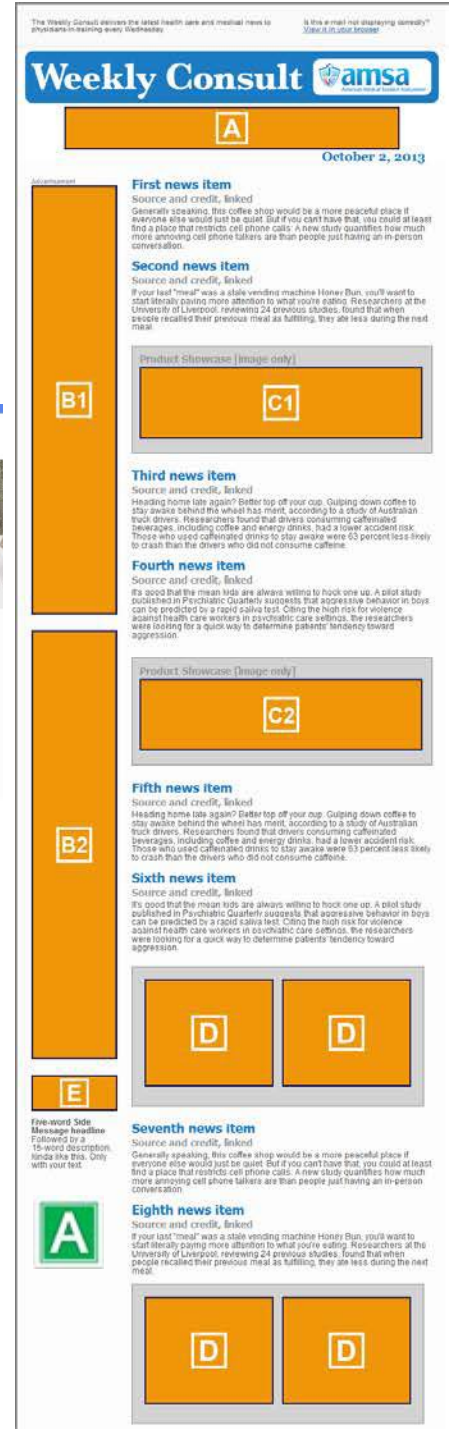 The Weekly Consult delivers the latest health care and medical news to
physicians-in-training every Wednesday.
Is this e-mail not displaying correctly?
View it in your browser
Weekly Consult
amsa
American Medical Student Association
A
October 2, 2013
Advertisement
B1
First news item
Source and credit, linked
Generally speaking, this coffee shop would be a more peaceful place if
everyone else would just be quiet. But if you can't have that, you could at least
find a place that restricts cell phone calls. A new study quantifies how much
more annoying cell phone talkers are than people just having an in-person
conversation.
Second news item
Source and credit, linked
If your last "meal" was a stale vending machine Honey Bun, you'll want to
start literally paying more attention to what you're eating. Researchers at the
University of Liverpool, reviewing 24 previous studies, found that when
people recalled their previous meal as fulfilling, they ate less during the next
meal.
Product Showcase [image only]
C1
Third news item
Source and credit, linked
Heading home late again? Better top off your cup. Gulping down coffee to
stay awake behind the wheel has merit, according to a study of Australian
truck drivers. Researchers found that drivers consuming caffeinated
beverages, including coffee and energy drinks, had a lower accident risk.
Those who used caffeinated drinks to stay awake were 63 percent less likely
to crash than the drivers who did not consume caffeine.
Fourth news item
Source and credit, linked
It's good that the mean kids are always willing to hock one up. A pilot study
published in Psychiatric Quarterly suggests that aggressive behavior in boys
can be predicted by a rapid saliva test. Citing the high risk for violence
against health care workers in psychiatric care settings, the researchers
were looking for a quick way to determine patients' tendency toward
aggression.
B2
Product Showcase [image only]
C2
Fifth news item
Source and credit, linked
Heading home late again? Better top off your cup. Gulping down coffee to
stay awake behind the wheel has merit, according to a study of Australian
truck drivers. Researchers found that drivers consuming caffeinated
beverages, including coffee and energy drinks, had a lower accident risk.
Those who used caffeinated drinks to stay awake were 63 percent less likely
to crash than the drivers who did not consume caffeine.
Sixth news item
Source and credit, linked
It's good that the mean kids are always willing to hock one up. A pilot study
published in Psychiatric Quarterly suggests that aggressive behavior in boys
can be predicted by a rapid saliva test. Citing the high risk for violence
against health care workers in psychiatric care settings, the researchers
were looking for a quick way to determine patients' tendency toward
aggression.
D
D
E
Five-word Side
Message headline
Followed by a
15-word description,
kinda like this. Only
with your text.
A
Seventh news item
Source and credit, linked
Generally speaking, this coffee shop would be a more peaceful place if
everyone else would just be quiet. But if you can't have that, you could at least
find a place that restricts cell phone calls. A new study quantifies how much
more annoying cell phone talkers are than people just having an in-person
conversation.
Eighth news item
Source and credit, linked
If your last "meal" was a stale vending machine Honey Bun, you'll want to
start literally paying more attention to what you're eating. Researchers at the
University of Liverpool, reviewing 24 previous studies, found that when
people recalled their previous meal as fulfilling, they ate less during the next
meal.
D
D